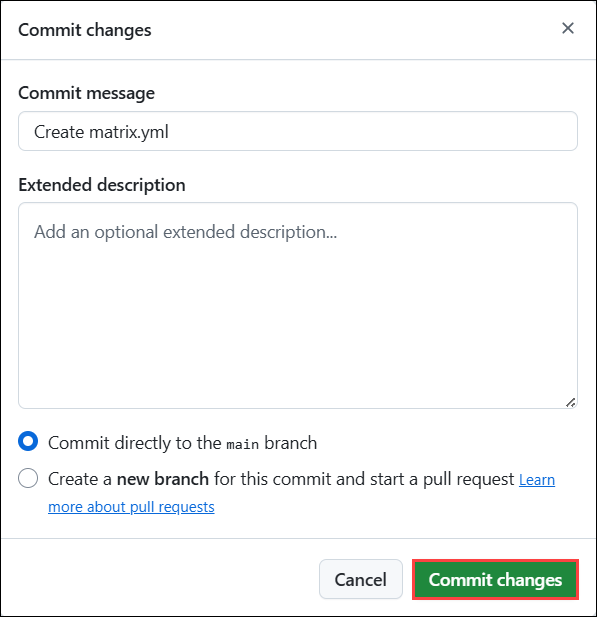 Commit changes
Commit message
Create matrix.yml
Extended description
Add an optional extended description...
Commit directly to the main branch
Create a new branch for this commit and start a pull request Learn
more about pull requests
Cancel
Commit changes